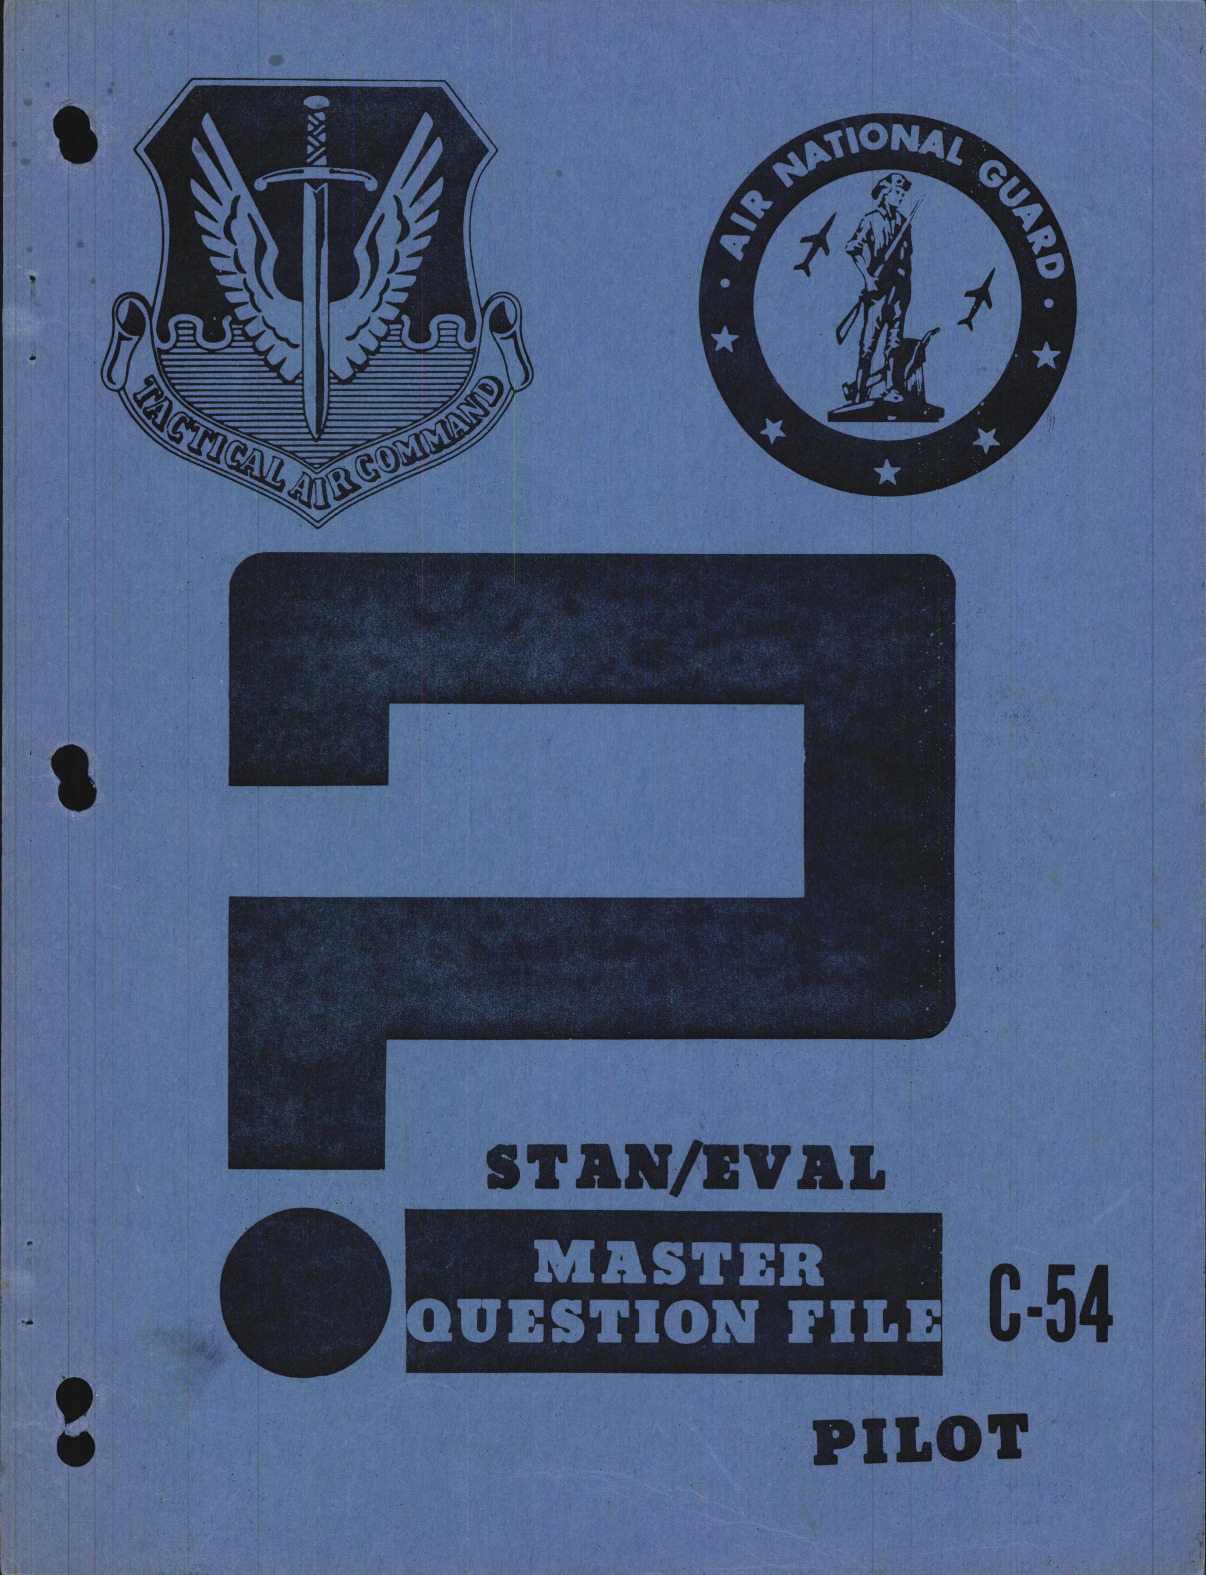 TACTICAL AIR COMMAND
AIR NATIONAL GUARD
STAN/EVAL
MASTER
QUESTION FILE
C-54
PILOT